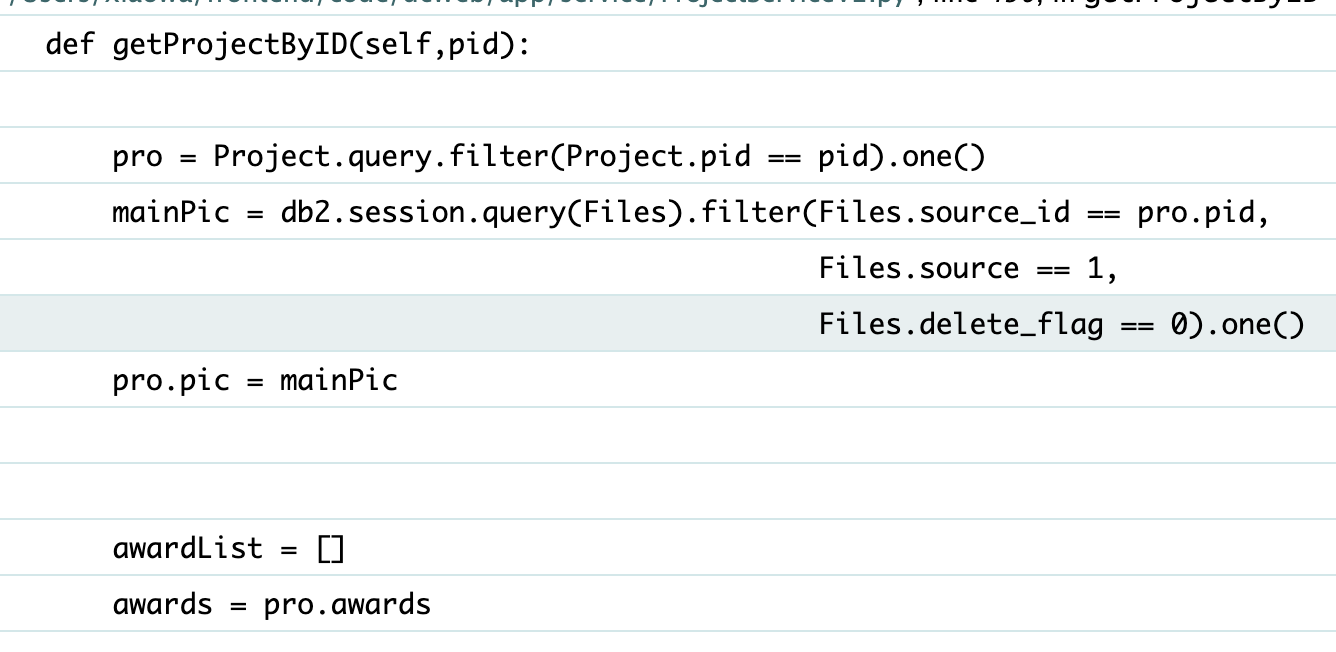 def getProjectByID(self,pid):
pro = Project.query.filter(Project.pid == pid).one()
mainPic = db2.session.query(Files).filter(Files.source_id == pro.pid,
Files.source == 1,
Files.delete_flag == 0).one()
pro.pic = mainPic
awardList = []
awards = pro.awards